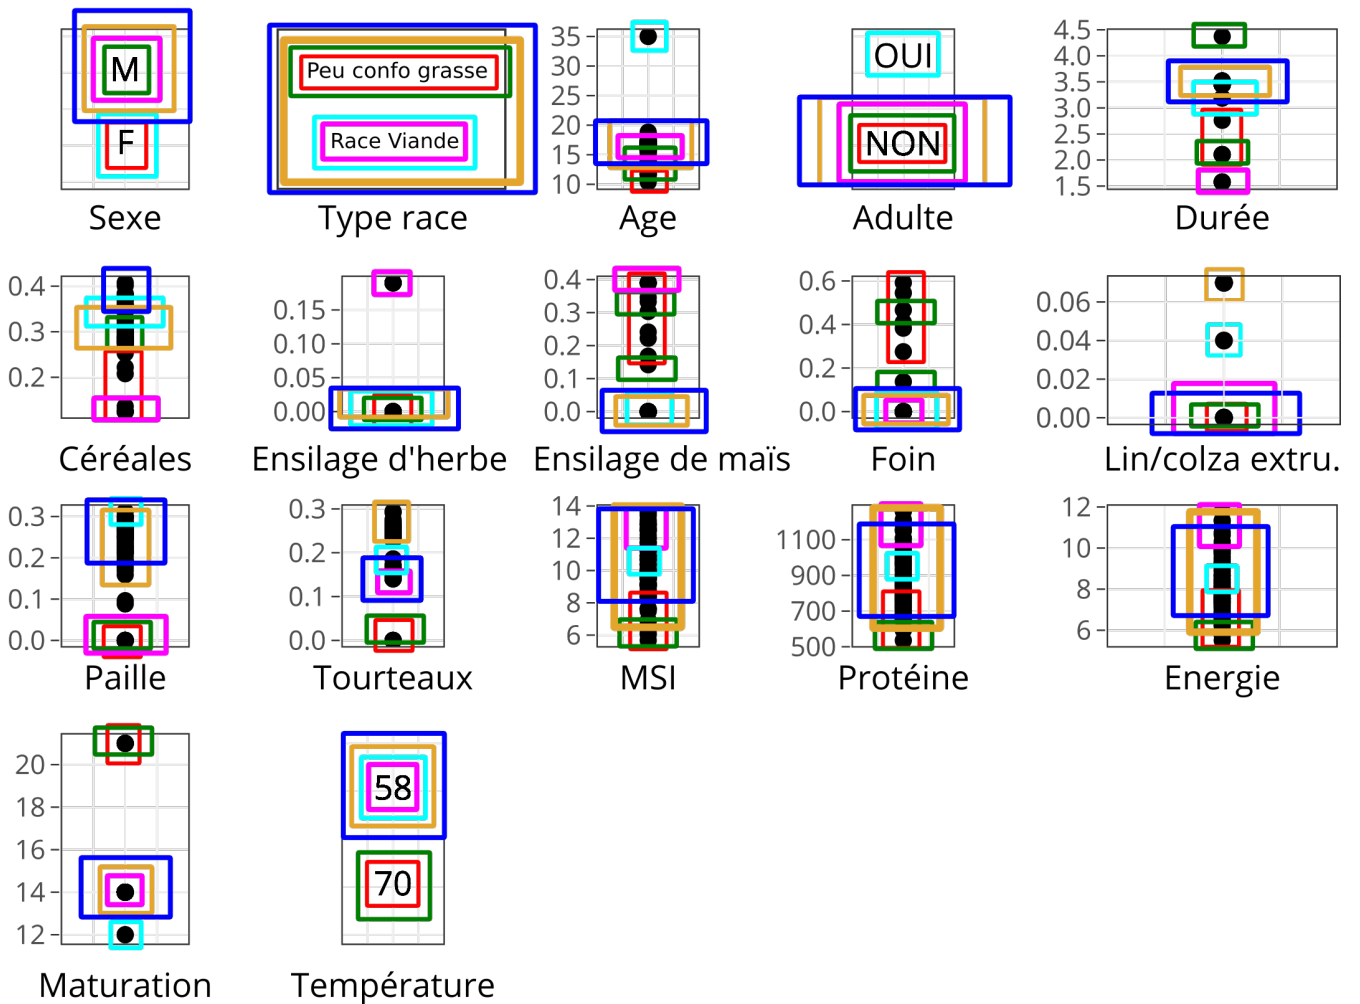 M
F
Sexe
Peu confo grasse
Race Viande
Type race
35
30
25
20
15
10
Age
OUI
NON
Adulte
4.5
4.0
3.5
3.0
2.5
2.0
1.5
Durée
0.4
0.3
0.2
Céréales
0.15
0.10
0.05
0.00
Ensilage d'herbe
0.4
0.3
0.2
0.1
0.0
Ensilage de maïs
0.6
0.4
0.2
0.0
Foin
0.06
0.04
0.02
0.00
Lin/colza extru.
0.3
0.2
0.1
0.0
Paille
0.3
0.2
0.1
0.0
Tourteaux
14
12
10
8
6
MSI
1100
900
700
500
Protéine
12
10
8
6
Energie
20
18
16
14
12
Maturation
58
70
Température